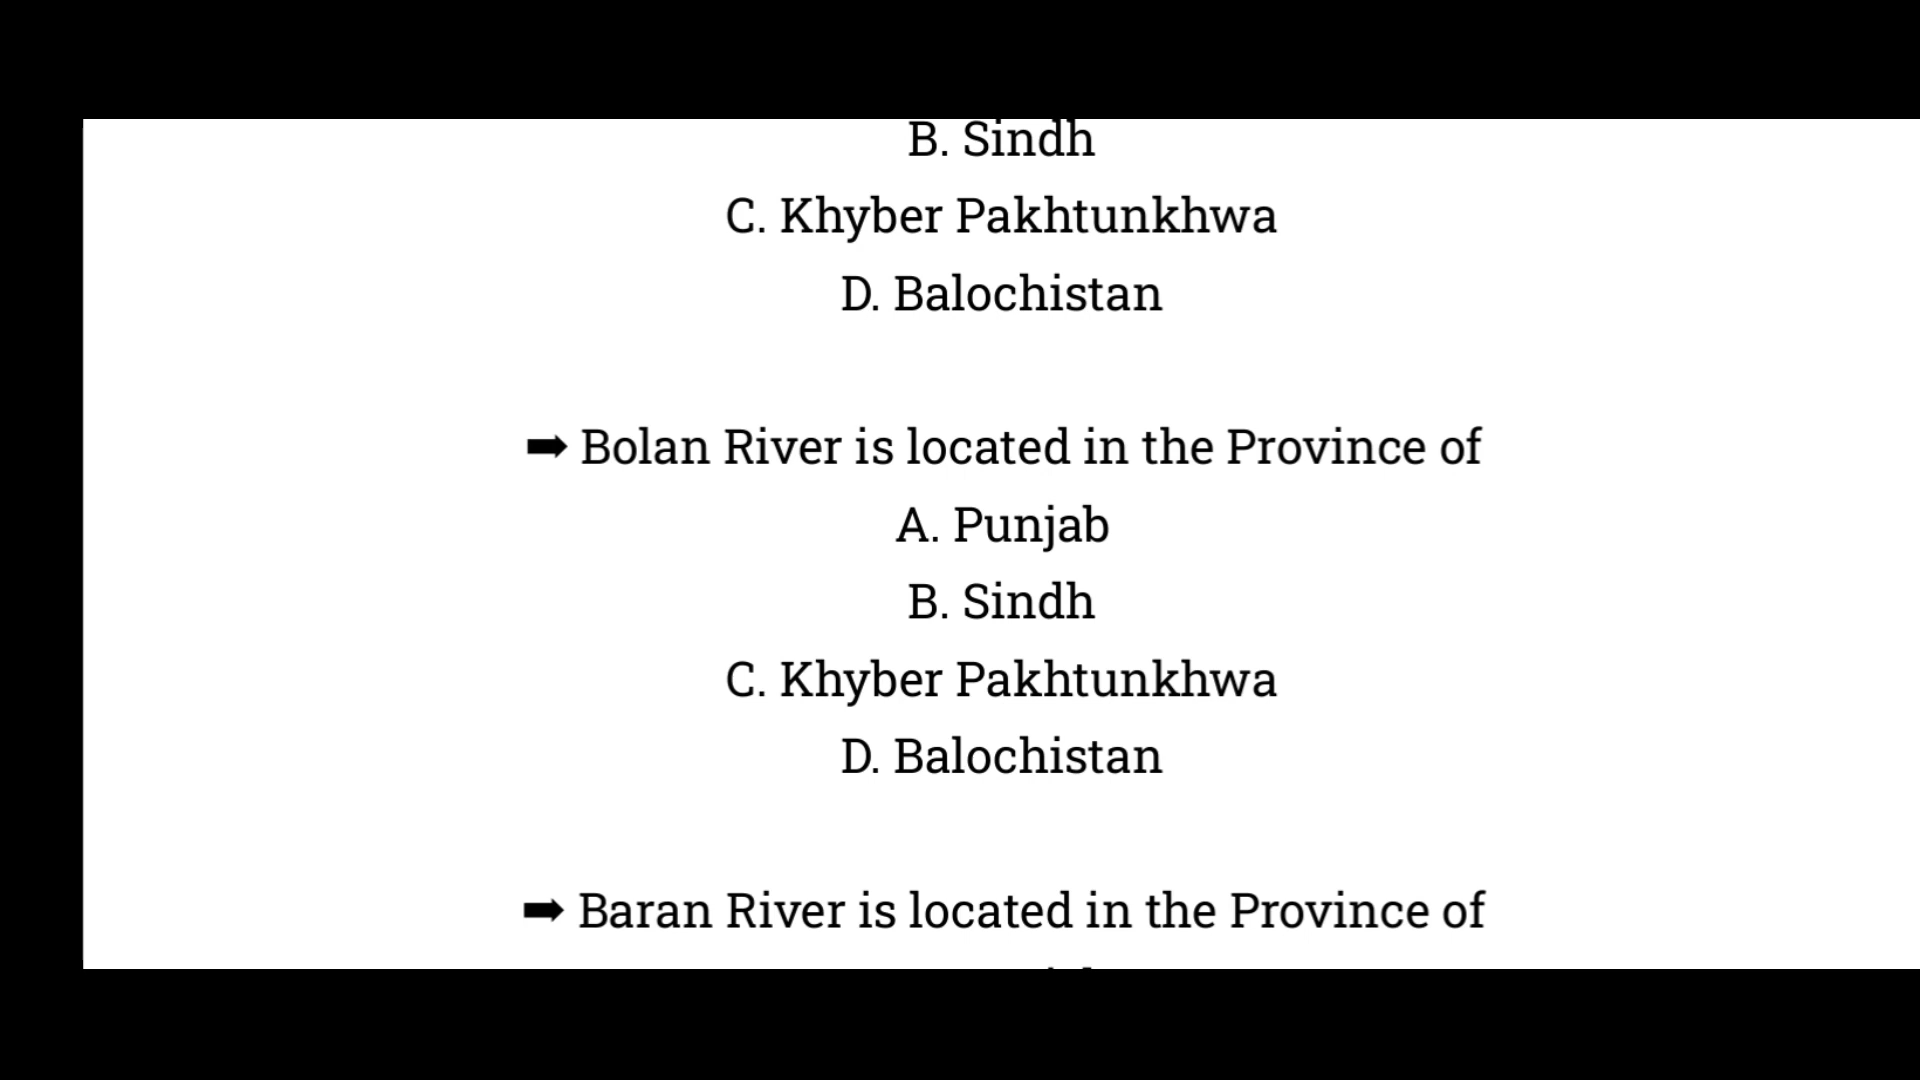 B. Sindh
C. Khyber Pakhtunkhwa
D. Balochistan
➡ Bolan River is located in the Province of
A. Punjab
B. Sindh
C. Khyber Pakhtunkhwa
D. Balochistan
➡ Baran River is located in the Province of